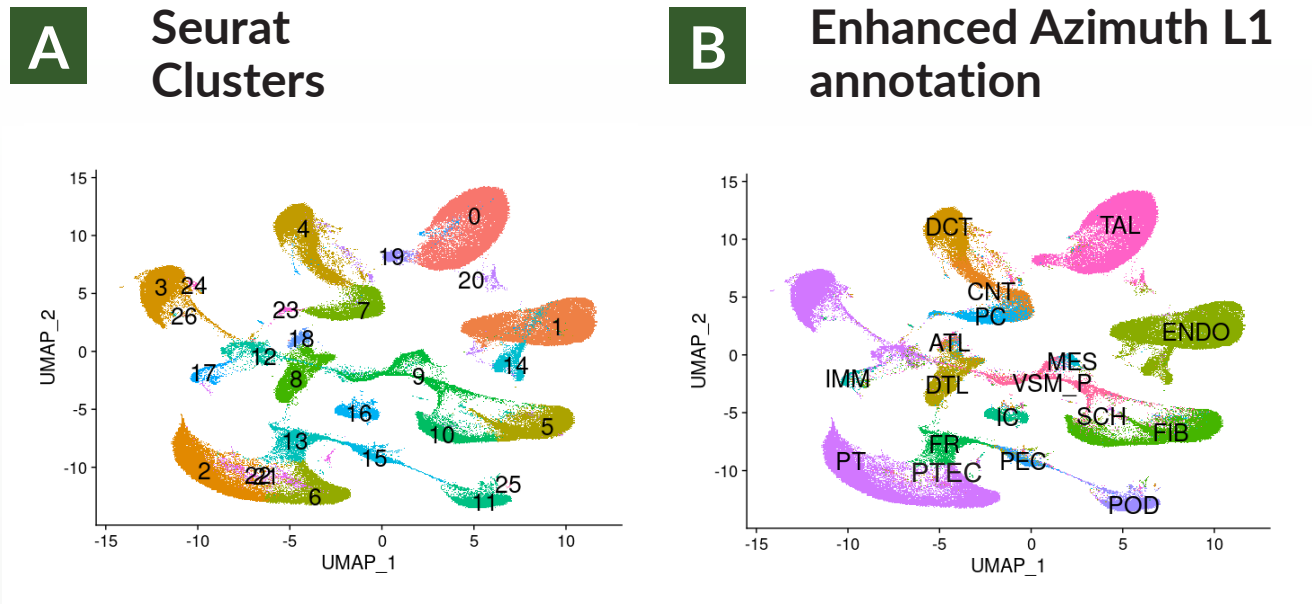 A
Seurat
Clusters
B
Enhanced Azimuth L1
annotation
15
10
5
0
-5
-10
UMAP_2
-15
-10
-5
0
5
10
UMAP_1
0
4
19
20
3
24
26
23
7
1
18
12
17
8
9
14
16
5
10
13
15
2
22
21
6
25
11
15
10
5
0
-5
-10
UMAP_2
-15
-10
-5
0
5
10
UMAP_1
DCT
TAL
CNT
PC
ENDO
ATL
MES
IMM
DTL
VSM_P
IC
SCH
FIB
FR
PTEC
PT
PEC
POD